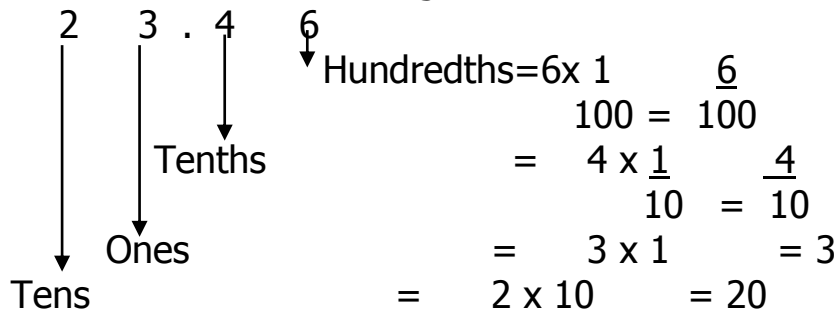 2 3 . 4 6
Hundredths=6x 1 6
100 = 100
Tenths = 4 x 1 4
10 = 10
Ones = 3 x 1 = 3
Tens = 2 x 10 = 20